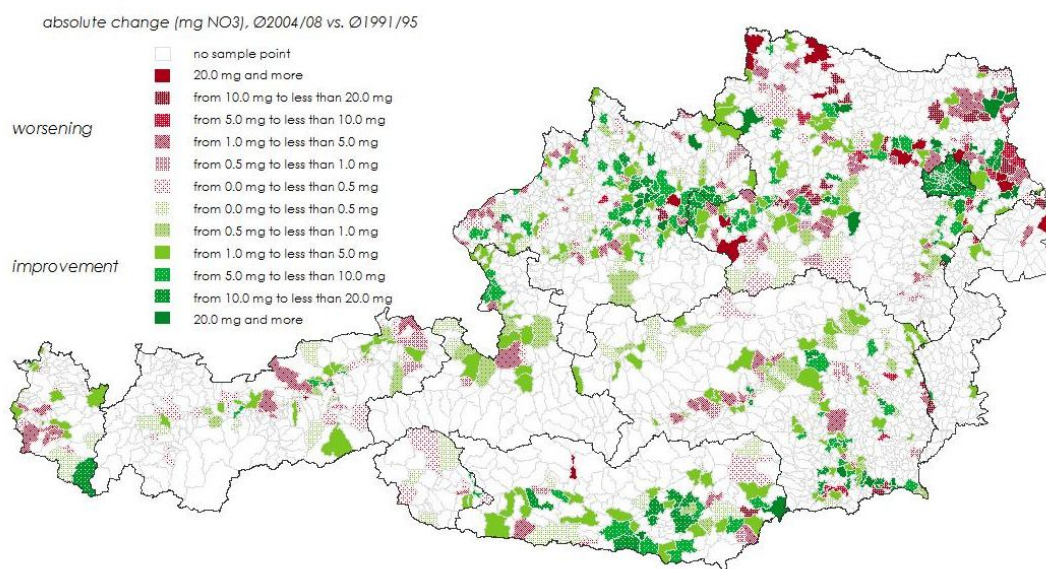 absolute change (mg NO3), Ø2004/08 vs. Ø1991/95
no sample point
20.0 mg and more
from 10.0 mg to less than 20.0 mg
worsening
from 5.0 mg to less than 10.0 mg
from 1.0 mg to less than 5.0 mg
from 0.5 mg to less than 1.0 mg
from 0.0 mg to less than 0.5 mg
from 0.0 mg to less than 0.5 mg
from 0.5 mg to less than 1.0 mg
improvement
from 1.0 mg to less than 5.0 mg
from 5.0 mg to less than 10.0 mg
from 10.0 mg to less than 20.0 mg
20.0 mg and more